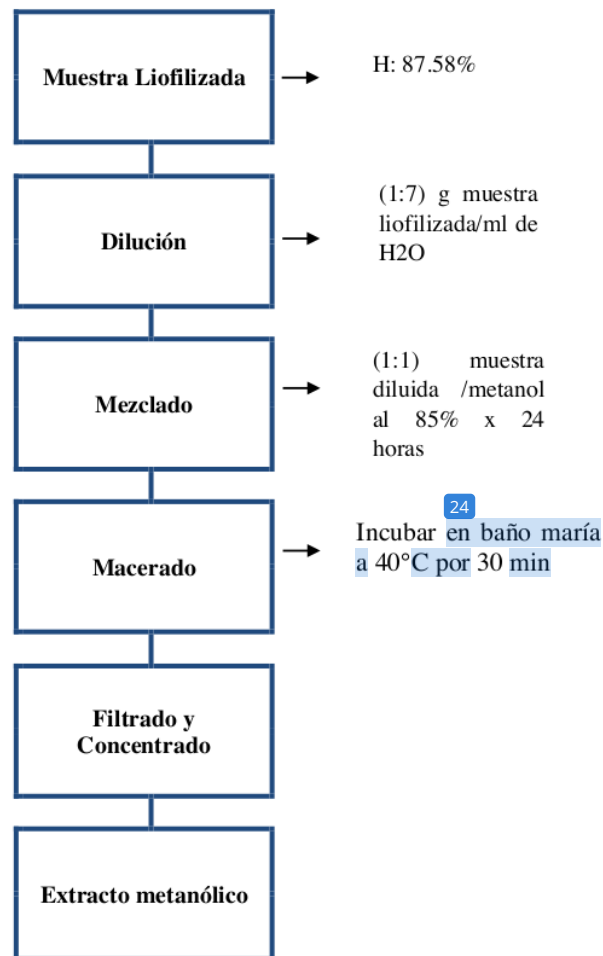 Muestra Liofilizada
H: 87.58%
Dilución
(1:7) g muestra
liofilizada/ml de
H2O
Mezclado
(1:1) muestra
diluida /metanol
al 85% x 24
horas
Macerado
24
Incubar en baño maría
a 40°C por 30 min
Filtrado y
Concentrado
Extracto metanólico